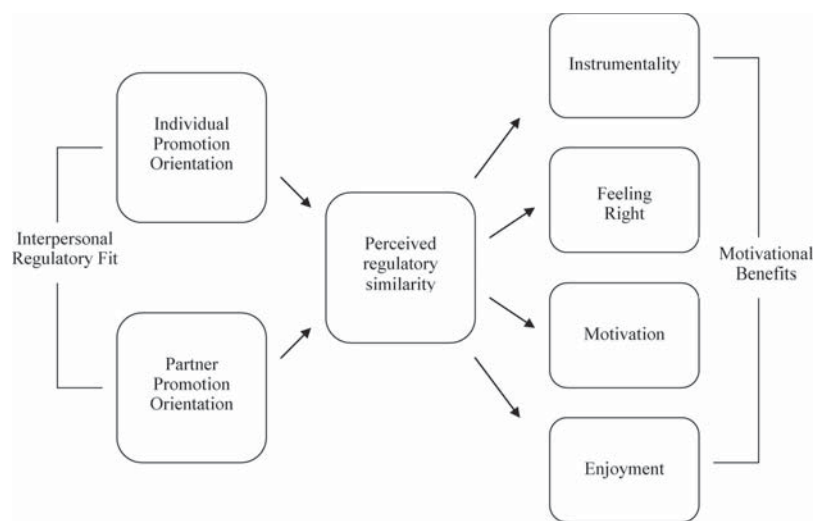 Interpersonal
Regulatory Fit
Individual
Promotion
Orientation
Partner
Promotion
Orientation
Perceived
regulatory
similarity
Instrumentality
Feeling
Right
Motivation
Enjoyment
Motivational
Benefits